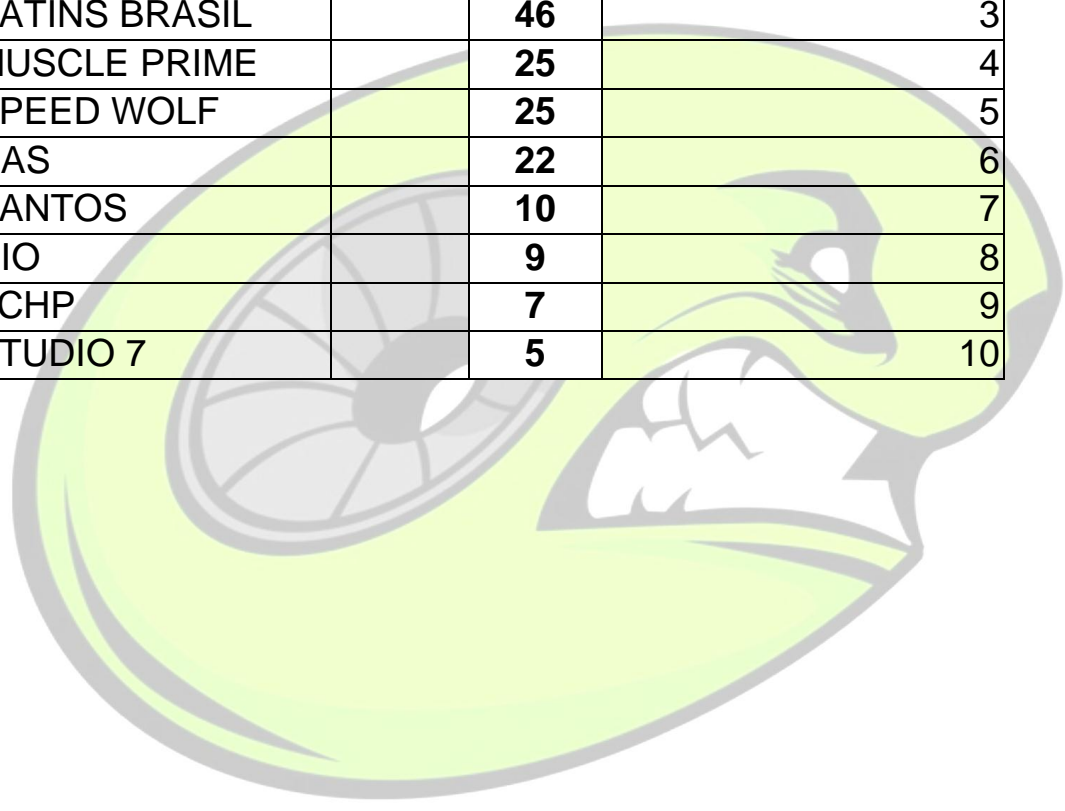 ATINS BRASIL 46 3
USCLE PRIME 25 4
PEED WOLF 25 5
AS 22 6
ANTOS 10 7
IO 9 8
CHP 7 9
TUDIO 7 5 10